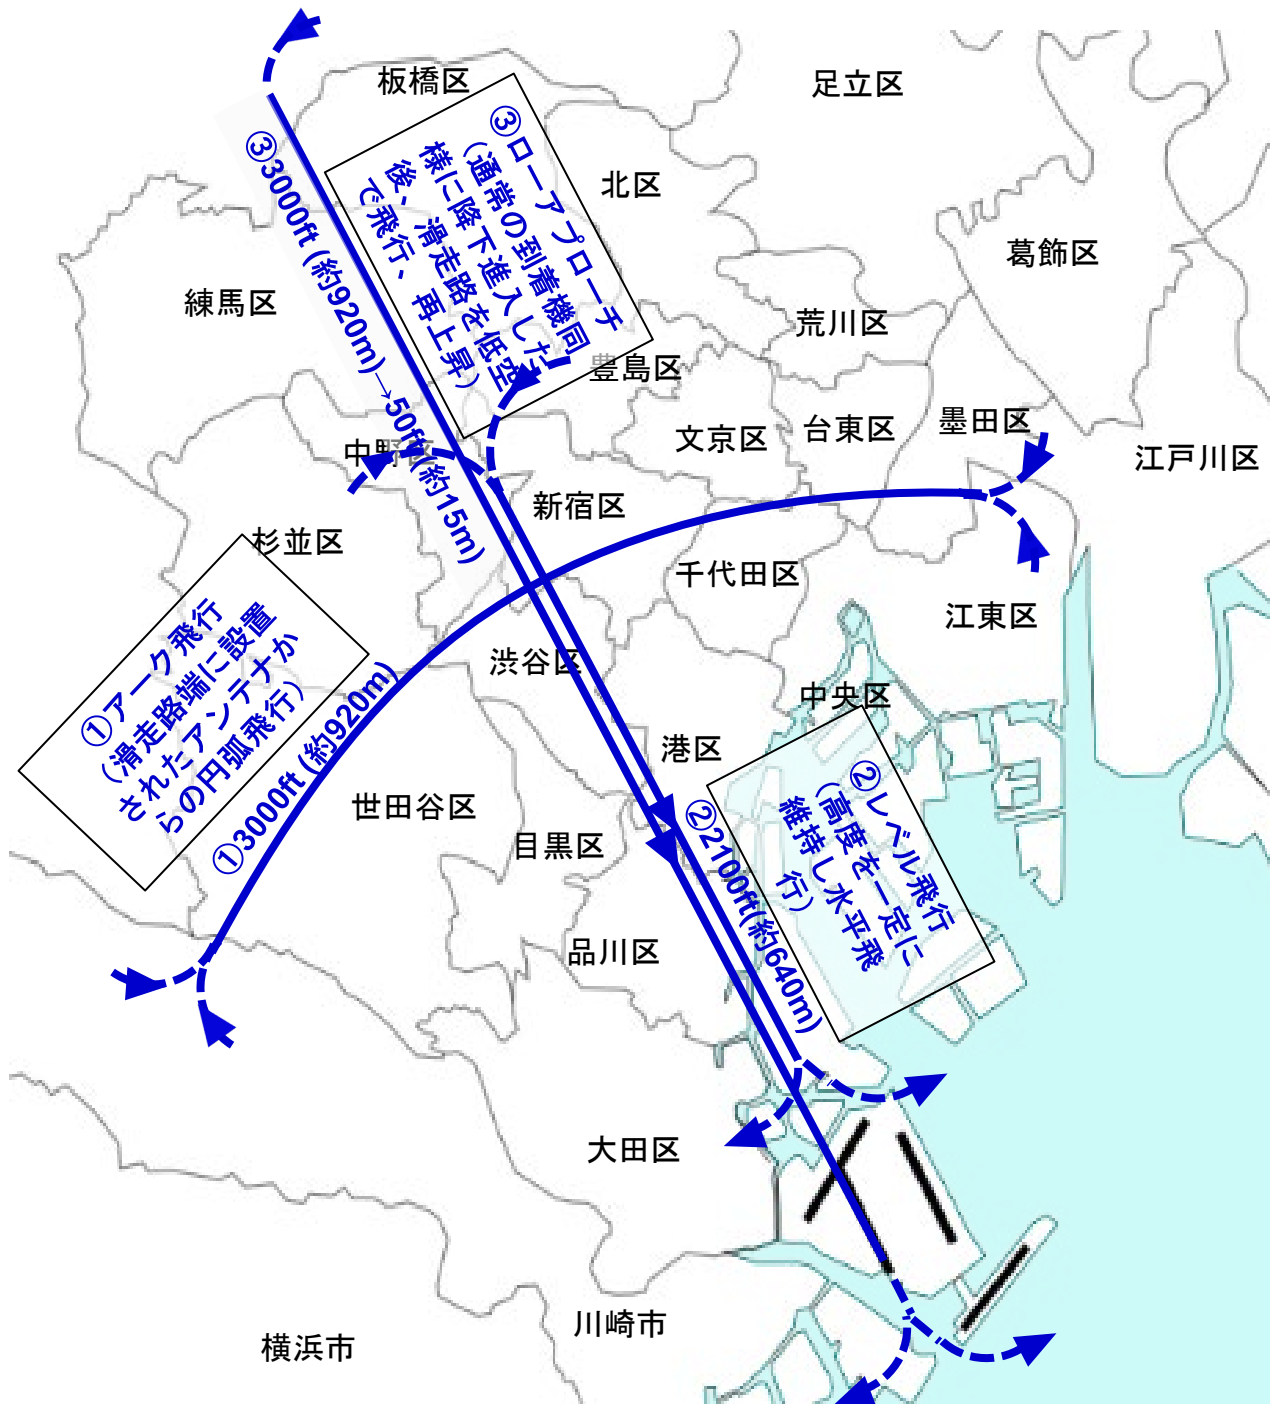 板橋区
足立区
北区
葛飾区
練馬区
荒川区
豊島区
文京区
台東区
墨田区
江戸川区
中野区
新宿区
杉並区
千代田区
江東区
渋谷区
中央区
港区
世田谷区
目黒区
品川区
大田区
川崎市
横浜市
③3000ft (約920m)→50ft(約15m)
③ローアプローチ
(通常の到着機同
様に降下進入した
後、滑走路を低空
で飛行、再上昇)
①アーク飛行
(滑走路端に設置
されたアンテナか
らの円弧飛行)
①3000ft (約920m)
②2100ft(約640m)
②レベル飛行
(高度を一定に
維持し水平飛
行)